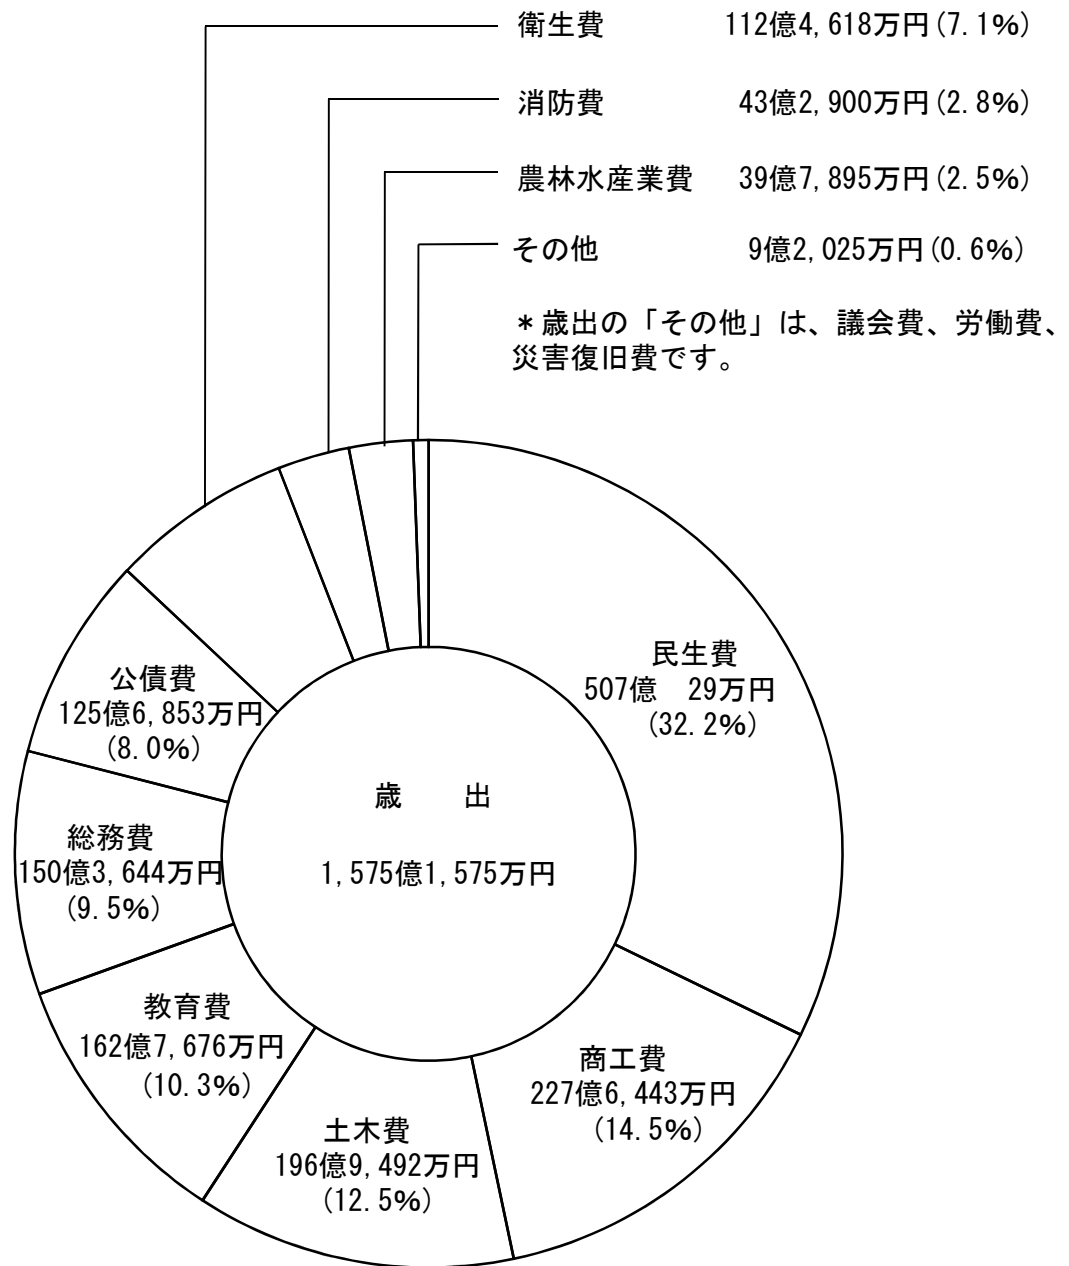 衛生費 112億4,618万円(7.1%)
消防費 43億2,900万円(2.8%)
農林水産業費 39億7,895万円(2.5%)
その他 9億2,025万円(0.6%)
＊歳出の「その他」は、議会費、労働費、
災害復旧費です。
民生費
507億　29万円
(32.2%)
公債費
125億6,853万円
(8.0%)
歳　出
1,575億1,575万円
総務費
150億3,644万円
(9.5%)
教育費
162億7,676万円
(10.3%)
商工費
227億6,443万円
(14.5%)
土木費
196億9,492万円
(12.5%)